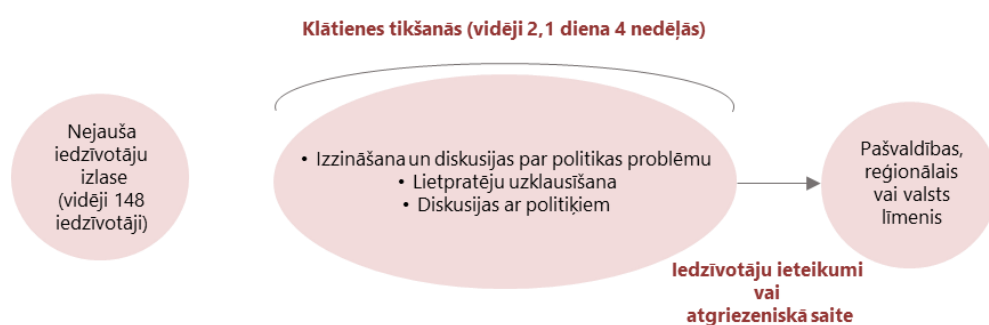 Klātienes tikšanās (vidēji 2,1 diena 4 nedēļās)
Nejauša
iedzīvotāju
izlase
(vidēji 148
iedzīvotāji)
• Izzināšana un diskusijas par politikas problēmu
• Lietpratēju uzklausīšana
• Diskusijas ar politiķiem
Pašvaldības,
reģionālais
vai valsts
līmenis
Iedzīvotāju ieteikumi
vai
atgriezeniskā saite